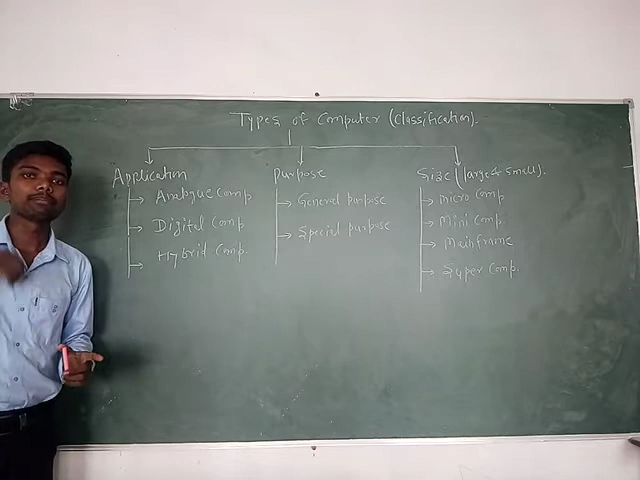 Types of Computer (Classification).
Application
Analogue Comp
Digital Comp
Hybrid Comp.
Purpose
General purpose
Special purpose
Size (large & small).
micro Comp
Mini Comp.
Mainframe
Super Comp.